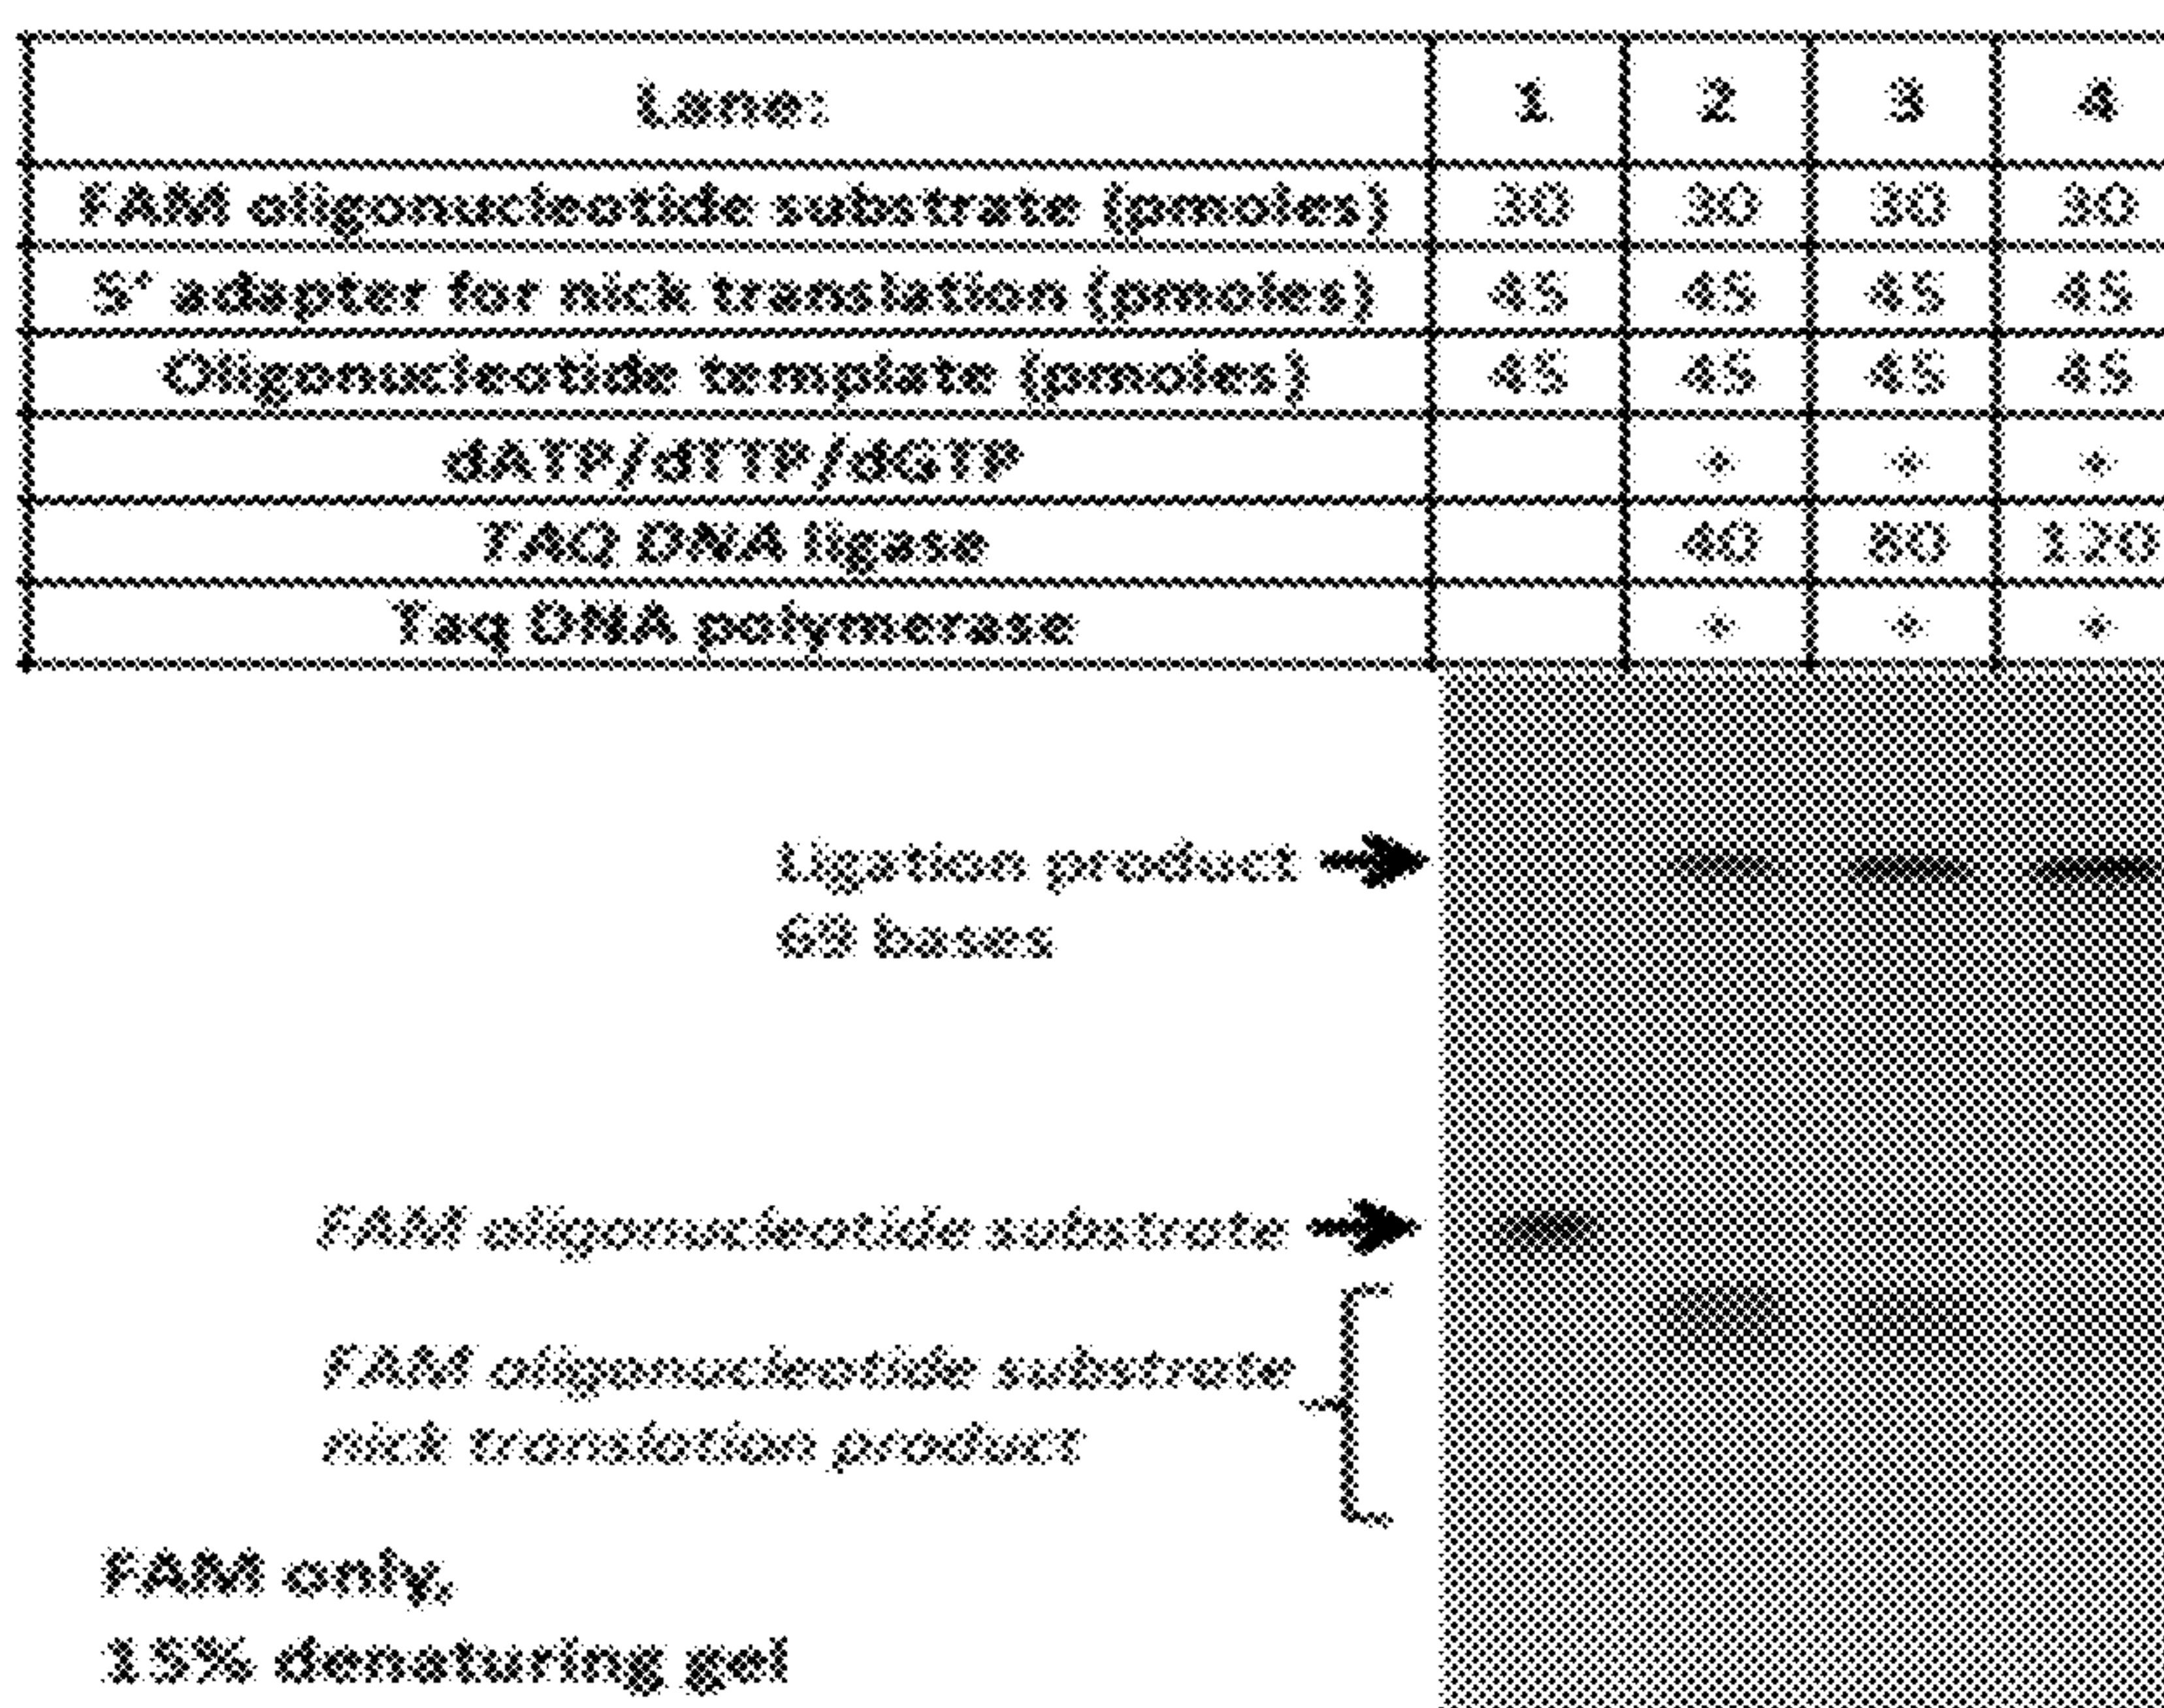 Lane: 1 2 3 4
FAM oligonucleotide substrate (pmoles) 30 30 30 30
5' adapter for nick translation (pmoles) 45 45 45 45
Oligonucleotide template (pmoles) 45 45 45 45
dATP/dTTP/dGTP + + +
TAQ DNA ligase 40 80 120
Taq DNA polymerase + + +
Ligation product
bases
FAM oligonucleotide substrate
FAM oligonucleotide substrate
nick translation product
FAM only,
15% denaturing gel